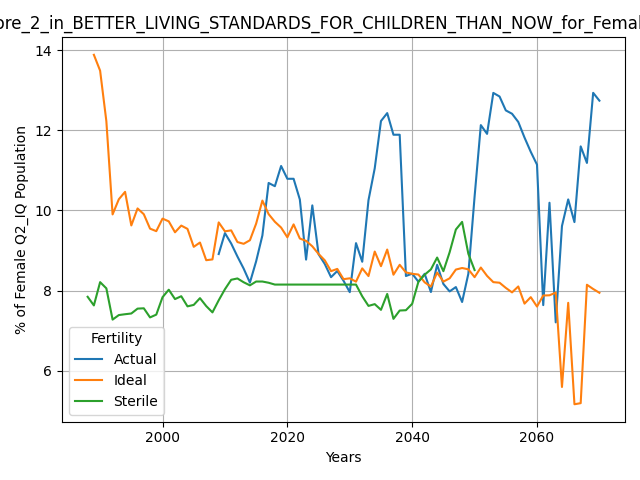 ore_2_in_BETTER_LIVING_STANDARDS_FOR_CHILDREN_THAN_NOW_for_Femal
14
12
10
8
6
% of Female Q2_IQ Population
Fertility
Actual
Ideal
Sterile
2000
2020
2040
2060
Years